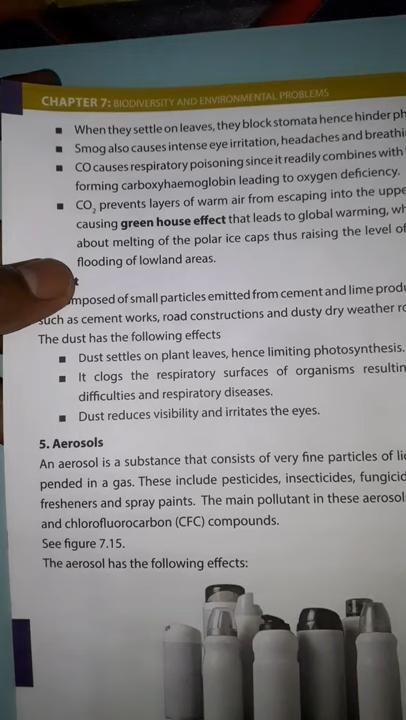 CHAPTER 7: BIODIVERSITY AND ENVIRONMENTAL PROBLEMS
■ When they settle on leaves, they block stomata hence hinder ph
■ Smog also causes intense eye irritation, headaches and breathi
■ CO causes respiratory poisoning since it readily combines with
forming carboxyhaemoglobin leading to oxygen deficiency.
■ CO₂ prevents layers of warm air from escaping into the uppe
causing green house effect that leads to global warming, wh
about melting of the polar ice caps thus raising the level of
flooding of lowland areas.
t
mposed of small particles emitted from cement and lime produ
such as cement works, road constructions and dusty dry weather ro
The dust has the following effects
■ Dust settles on plant leaves, hence limiting photosynthesis.
■ It clogs the respiratory surfaces of organisms resultin
difficulties and respiratory diseases.
■ Dust reduces visibility and irritates the eyes.
5. Aerosols
An aerosol is a substance that consists of very fine particles of li
pended in a gas. These include pesticides, insecticides, fungicid
fresheners and spray paints. The main pollutant in these aerosol
and chlorofluorocarbon (CFC) compounds.
See figure 7.15.
The aerosol has the following effects: